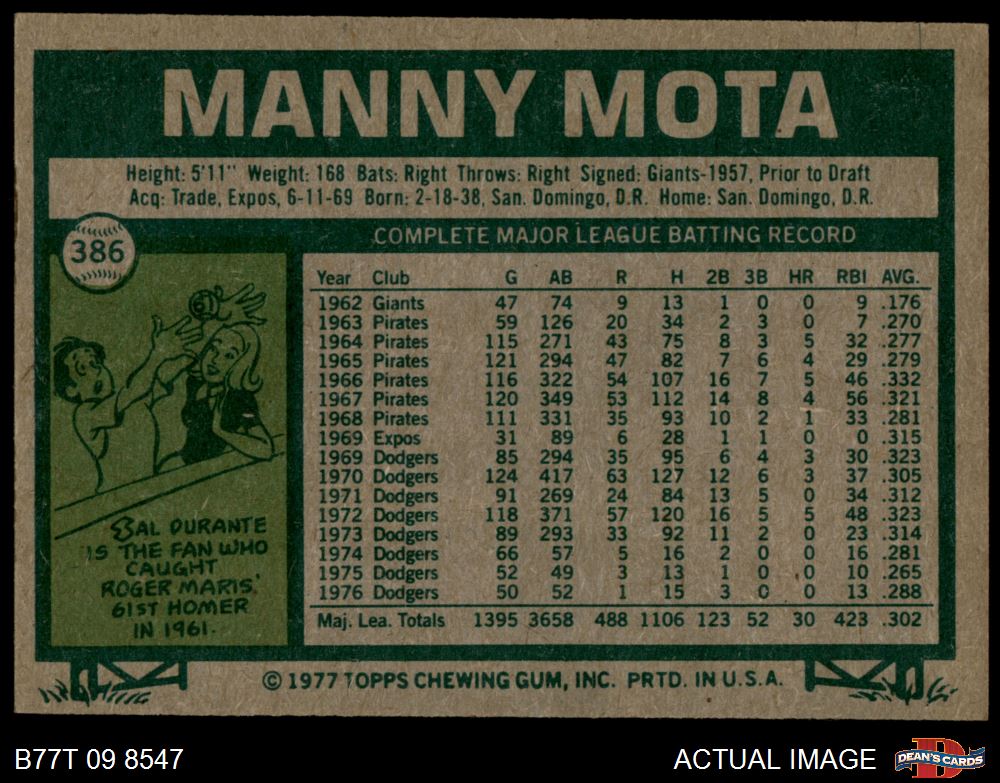 MANNY MOTA
Height: 5'11" Weight: 168 Bats: Right Throws: Right Signed: Giants-1957, Prior to Draft
Acq: Trade, Expos, 6-11-69 Born: 2-18-38, San. Domingo, D.R. Home: San. Domingo, D.R.
386
COMPLETE MAJOR LEAGUE BATTING RECORD
Year Club G AB R H 2B 3B HR RBI AVG.
1962 Giants 47 74 9 13 1 0 0 9 .176
1963 Pirates 59 126 20 34 2 3 0 7 .270
1964 Pirates 115 271 43 75 8 3 5 32 .277
1965 Pirates 121 294 47 82 7 6 4 29 .279
1966 Pirates 116 322 54 107 16 7 5 46 .332
1967 Pirates 120 349 53 112 14 8 4 56 .321
1968 Pirates 111 331 35 93 10 2 1 33 .281
1969 Expos 31 89 6 28 1 1 0 0 .315
1969 Dodgers 85 294 35 95 6 4 3 30 .323
1970 Dodgers 124 417 63 127 12 6 3 37 .305
1971 Dodgers 91 269 24 84 13 5 0 34 .312
1972 Dodgers 118 371 57 120 16 5 5 48 .323
1973 Dodgers 89 293 33 92 11 2 0 23 .314
1974 Dodgers 66 57 5 16 2 0 0 16 .281
1975 Dodgers 52 49 3 13 1 0 0 10 .265
1976 Dodgers 50 52 1 15 3 0 0 13 .288
Maj. Lea. Totals 1395 3658 488 1106 123 52 30 423 .302
SAL DURANTE
IS THE FAN WHO
CAUGHT
ROGER MARIS'
61ST HOMER
IN 1961.
© 1977 TOPPS CHEWING GUM, INC. PRTD. IN U.S.A.
B77T 09 8547
ACTUAL IMAGE
D
DEAN'S CARDS